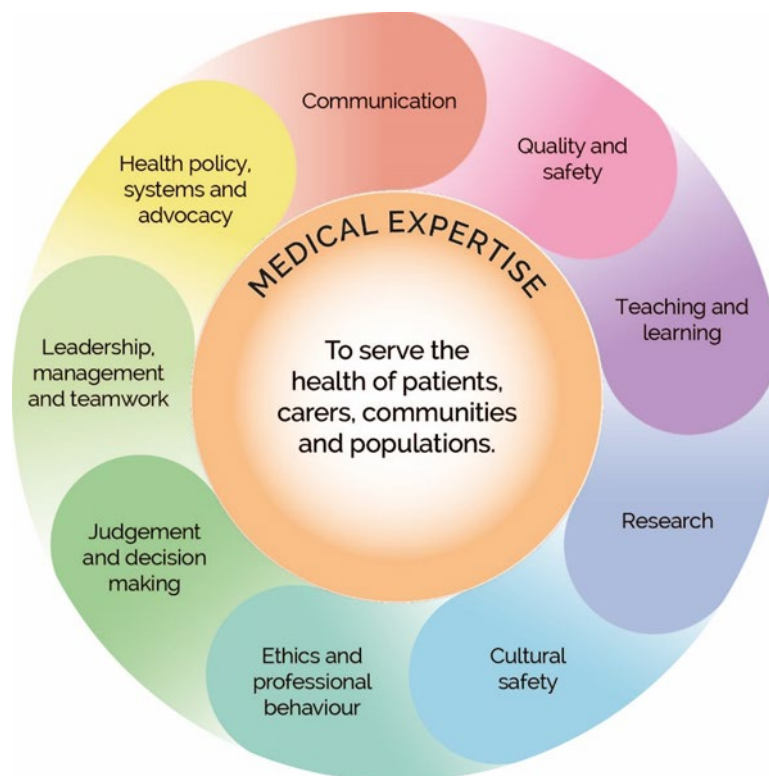 Communication
Quality and
safety
Teaching and
learning
Research
Cultural
safety
Ethics and
professional
behaviour
Judgement
and decision
making
Leadership,
management
and teamwork
Health policy,
systems and
advocacy
MEDICAL EXPERTISE
To serve the
health of patients,
carers, communities
and populations.